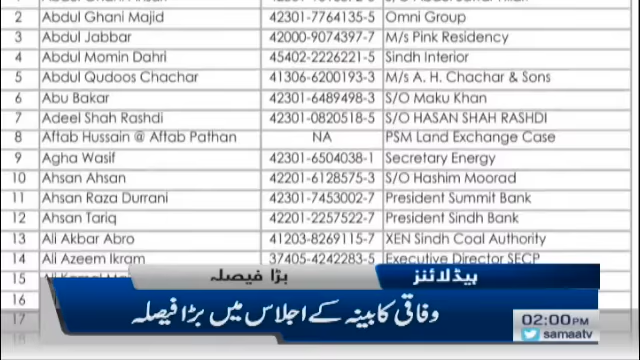 2 Abdul Ghani Majid 42301-7764135-5 Omni Group
3 Abdul Jabbar 42000-9074397-7 M/s Pink Residency
4 Abdul Momin Dahri 45402-2226221-5 Sindh Interior
5 Abdul Qudoos Chachar 41306-6200193-3 M/s A. H. Chachar & Sons
6 Abu Bakar 42301-6489498-3 S/O Maku Khan
7 Adeel Shah Rashdi 42301-0820518-5 S/O HASAN SHAH RASHDI
8 Aftab Hussain @ Aftab Pathan NA PSM Land Exchange Case
9 Agha Wasif 42301-6504038-1 Secretary Energy
10 Ahsan Ahsan 42201-6128575-3 S/O Hashim Moorad
11 Ahsan Raza Durrani 42301-7453002-7 President Summit Bank
12 Ahsan Tariq 42201-2257522-7 President Sindh Bank
13 Ali Akbar Abro 41203-8269115-7 XEN Sindh Coal Authority
14 Ali Azeem Ikram 37405-4242283-5 Executive Director SECP
15
ہیڈلائنز بڑا فیصلہ
16
وفاقی کابینہ کے اجلاس میں بڑا فیصلہ
17
02:00PM
samaatv
18